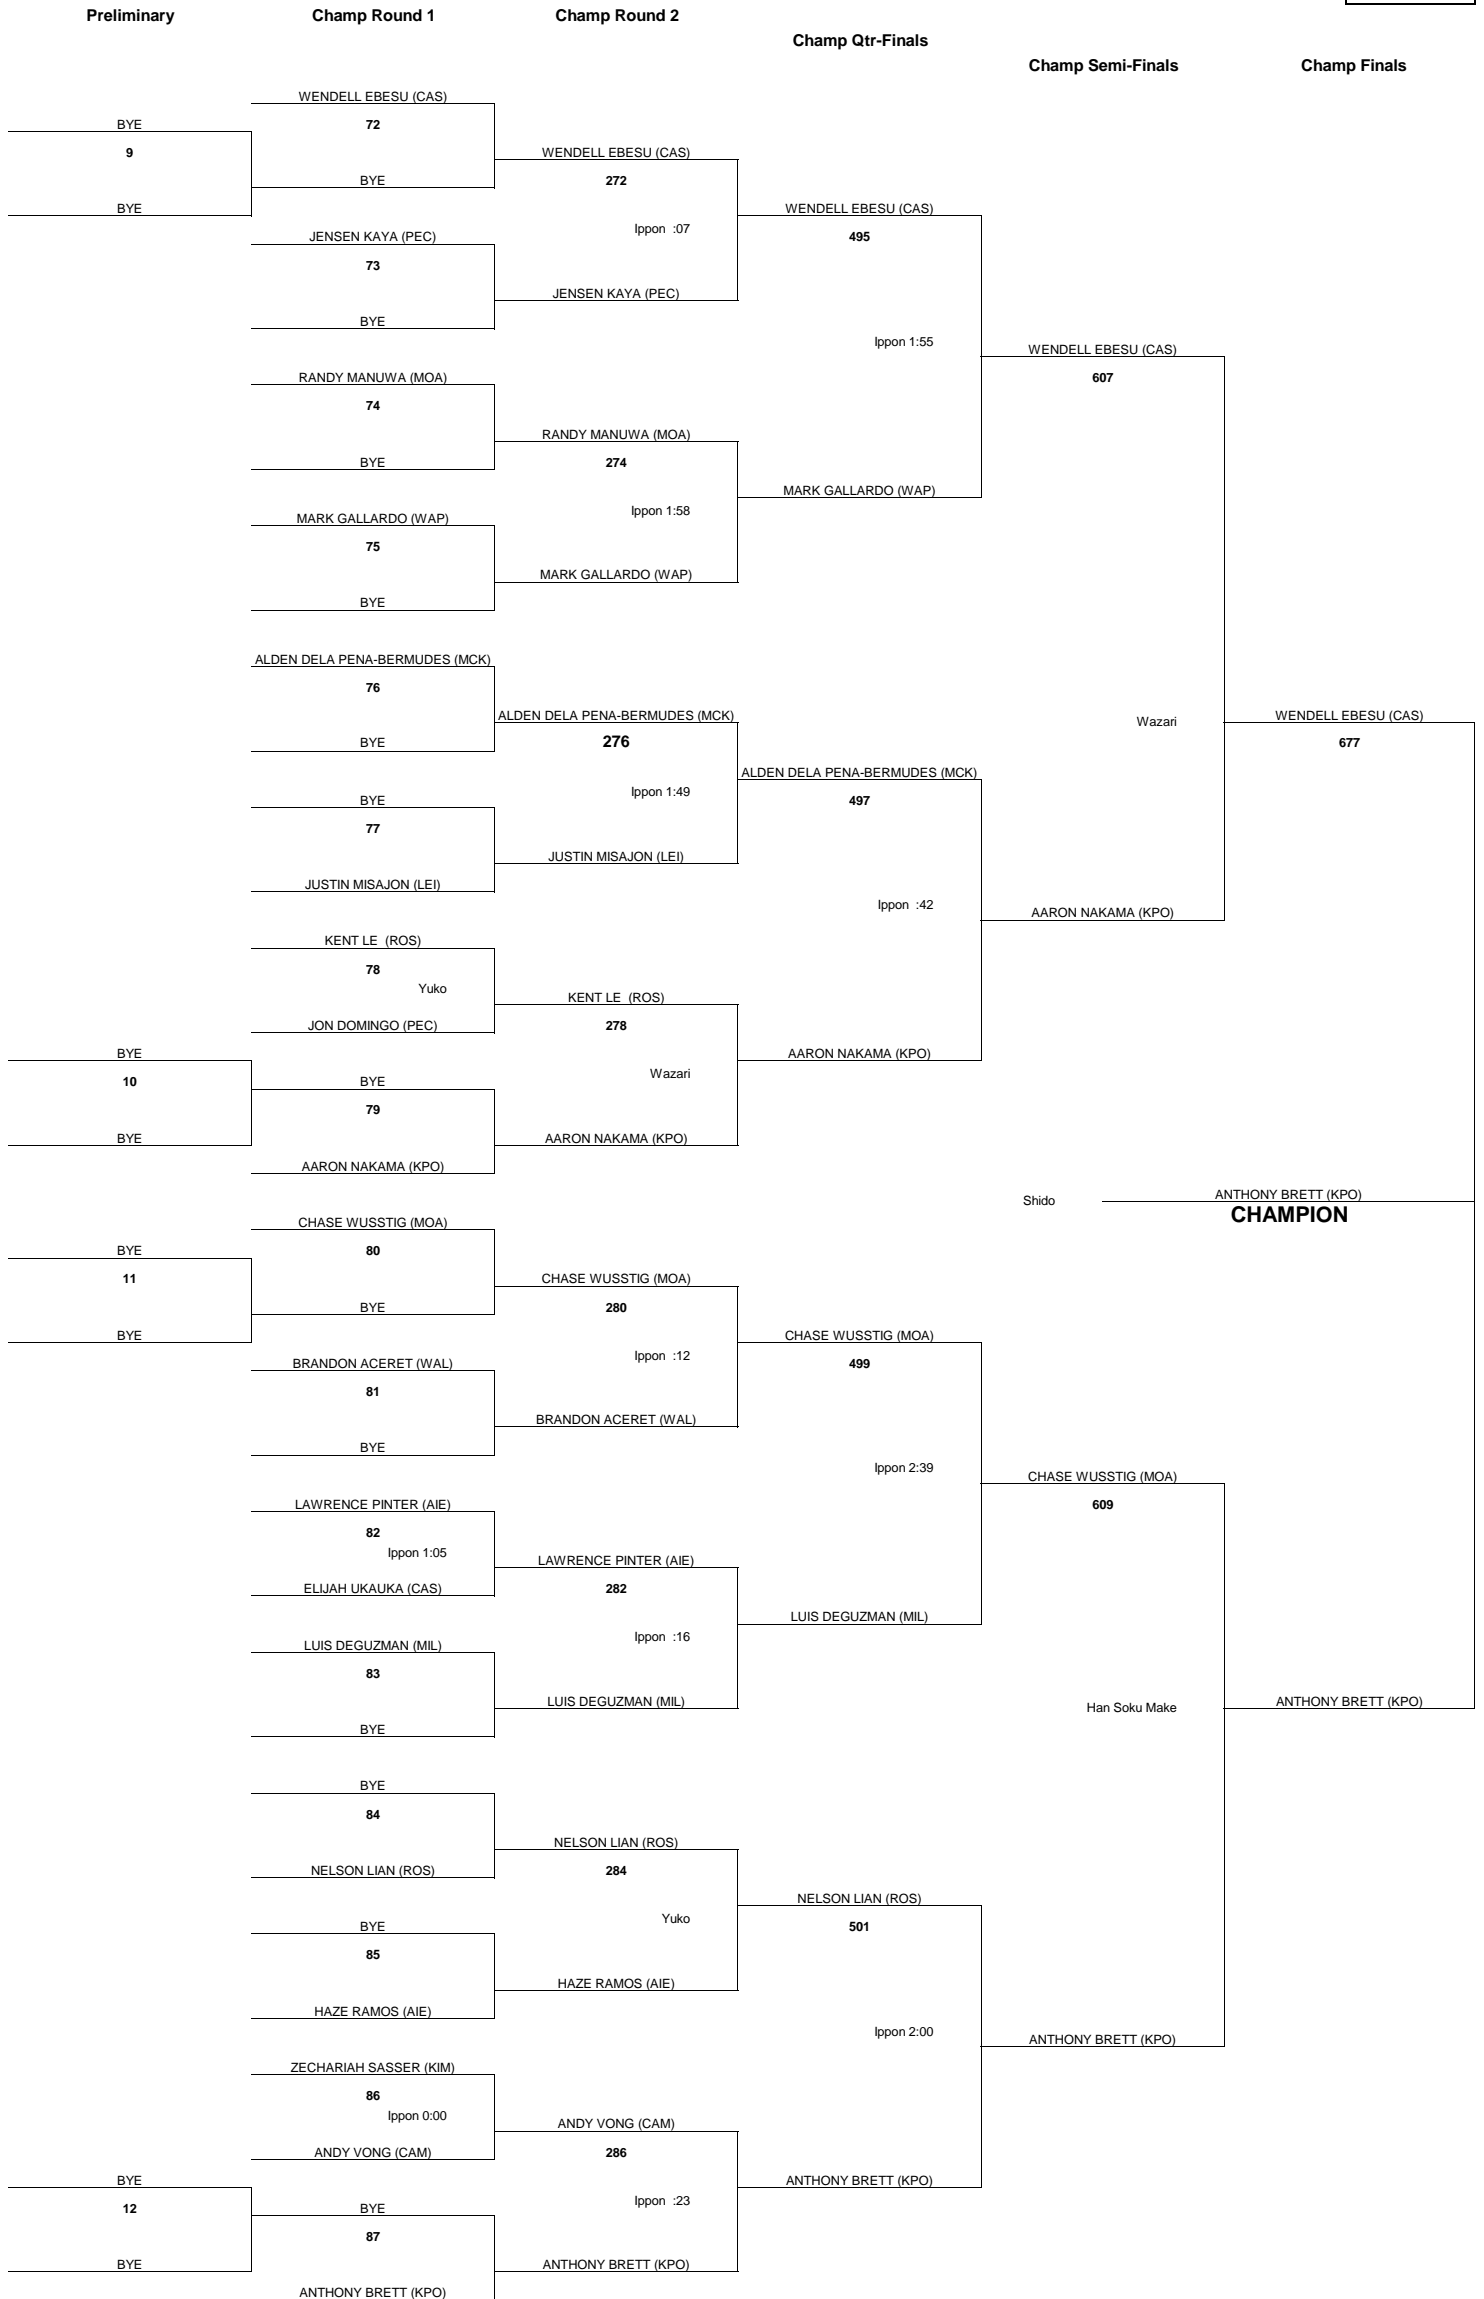 Preliminary
Champ Round 1
Champ Round 2
Champ Qtr-Finals
Champ Semi-Finals
Champ Finals
WENDELL EBESU (CAS)
BYE
72
9
WENDELL EBESU (CAS)
BYE
272
BYE
WENDELL EBESU (CAS)
Ippon :07
JENSEN KAYA (PEC)
495
73
JENSEN KAYA (PEC)
BYE
Ippon 1:55
WENDELL EBESU (CAS)
RANDY MANUWA (MOA)
607
74
RANDY MANUWA (MOA)
BYE
274
MARK GALLARDO (WAP)
Ippon 1:58
MARK GALLARDO (WAP)
75
MARK GALLARDO (WAP)
BYE
ALDEN DELA PENA-BERMUDES (MCK)
76
ALDEN DELA PENA-BERMUDES (MCK)
Wazari
WENDELL EBESU (CAS)
BYE
276
677
ALDEN DELA PENA-BERMUDES (MCK)
Ippon 1:49
BYE
497
77
JUSTIN MISAJON (LEI)
JUSTIN MISAJON (LEI)
Ippon :42
AARON NAKAMA (KPO)
KENT LE (ROS)
78
Yuko
KENT LE (ROS)
JON DOMINGO (PEC)
278
BYE
AARON NAKAMA (KPO)
Wazari
10
BYE
79
BYE
AARON NAKAMA (KPO)
AARON NAKAMA (KPO)
Shido
ANTHONY BRETT (KPO)
CHAMPION
CHASE WUSSTIG (MOA)
BYE
80
11
CHASE WUSSTIG (MOA)
BYE
280
BYE
CHASE WUSSTIG (MOA)
Ippon :12
BRANDON ACERET (WAL)
499
81
BRANDON ACERET (WAL)
BYE
Ippon 2:39
CHASE WUSSTIG (MOA)
LAWRENCE PINTER (AIE)
609
82
Ippon 1:05
LAWRENCE PINTER (AIE)
ELIJAH UKAUKA (CAS)
282
LUIS DEGUZMAN (MIL)
Ippon :16
LUIS DEGUZMAN (MIL)
83
LUIS DEGUZMAN (MIL)
Han Soku Make
ANTHONY BRETT (KPO)
BYE
BYE
84
NELSON LIAN (ROS)
NELSON LIAN (ROS)
284
NELSON LIAN (ROS)
Yuko
BYE
501
85
HAZE RAMOS (AIE)
HAZE RAMOS (AIE)
Ippon 2:00
ANTHONY BRETT (KPO)
ZECHARIAH SASSER (KIM)
86
Ippon 0:00
ANDY VONG (CAM)
ANDY VONG (CAM)
286
BYE
ANTHONY BRETT (KPO)
Ippon :23
12
BYE
87
BYE
ANTHONY BRETT (KPO)
ANTHONY BRETT (KPO)